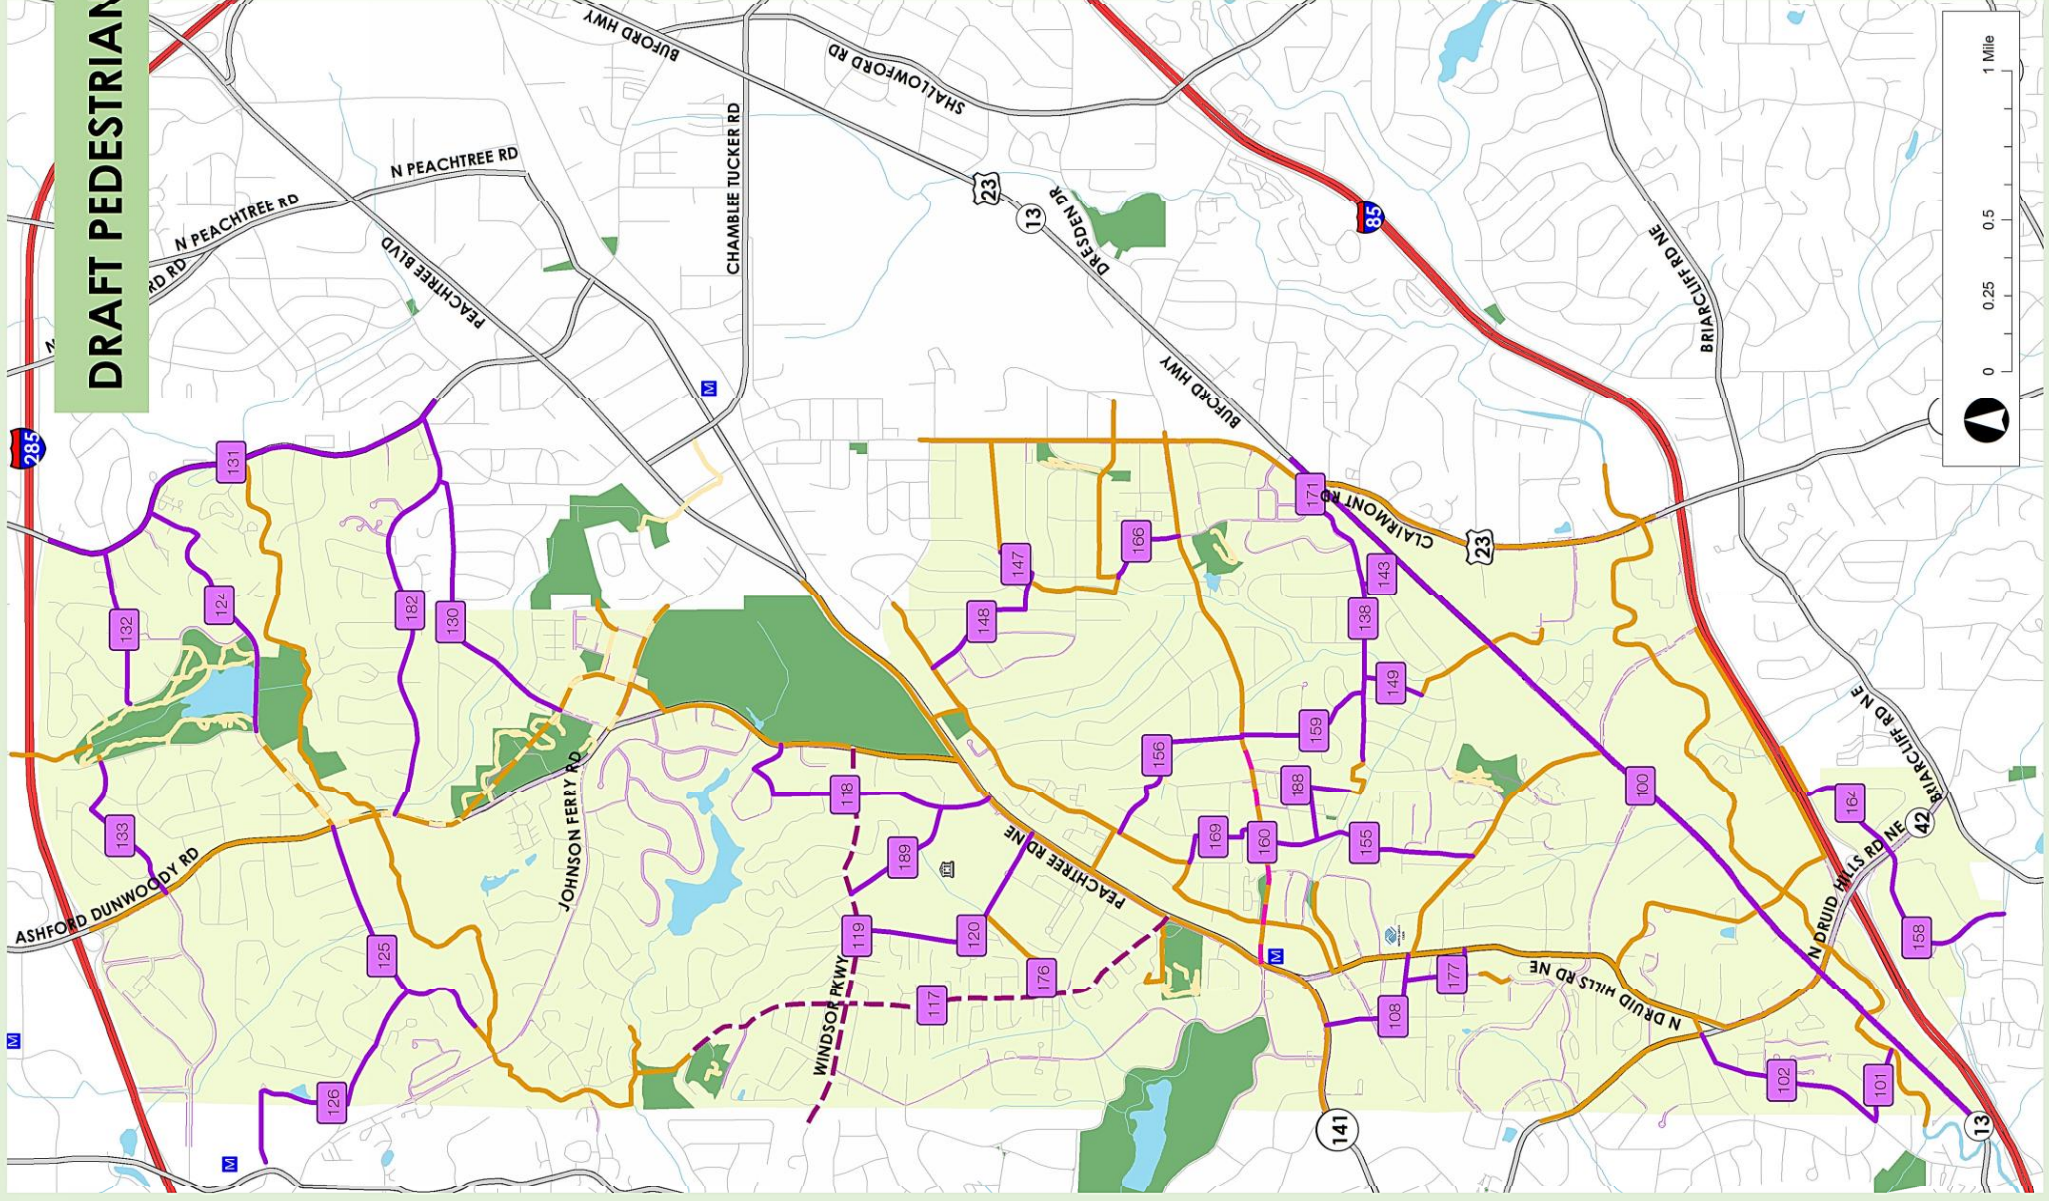 DRAFT PEDESTRIAN
285
N PEACHTREE RD
N PEACHTREE RD
RD RD
N
PEACHTREE BLVD
CHAMBLEE TUCKER RD
BUFORD HWY
SHALLOWFORD RD
23
13
DRESDEN DR
BUFORD HWY
85
BRIARCLIFF RD NE
1 Mile
0.5
0.25
0
M
131
132
124
182
130
133
125
126
ASHFORD DUNWOODY RD
JOHNSON FERRY RD
118
189
119
120
117
176
WINDSOR PKWY
PEACHTREE RD NE
147
148
166
171
CLAIRMONT RD
23
143
138
149
159
156
188
169
160
155
100
164
158
BRIARCLIFF RD NE
42
N DRUID HILLS RD NE
N DRUID HILLS RD NE
177
108
102
101
141
13
M
M
M